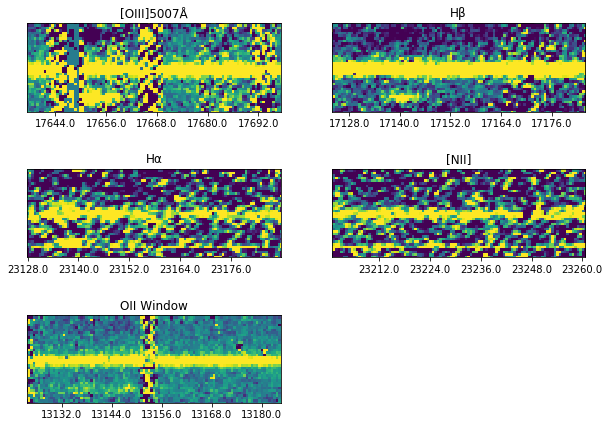 [OIII]5007Å
17644.0 17656.0 17668.0 17680.0 17692.0
Hβ
17128.0 17140.0 17152.0 17164.0 17176.0
Hα
23128.0 23140.0 23152.0 23164.0 23176.0
[NII]
23212.0 23224.0 23236.0 23248.0 23260.0
OII Window
13132.0 13144.0 13156.0 13168.0 13180.0